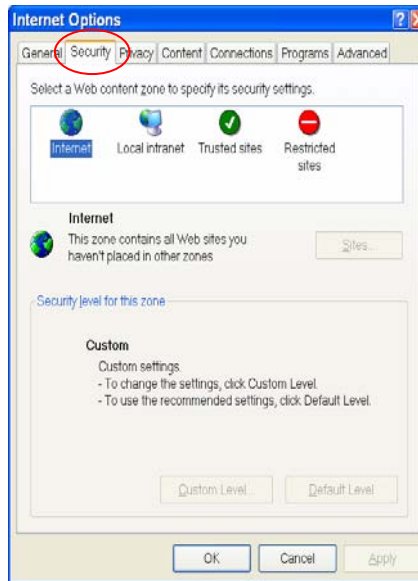 Internet Options
General Security Privacy Content Connections Programs Advanced
Select a Web content zone to specify its security settings.
Internet Local intranet Trusted sites Restricted sites
Internet
This zone contains all Web sites you
haven't placed in other zones
Sites...
Security level for this zone
Custom
Custom settings.
- To change the settings, click Custom Level.
- To use the recommended settings, click Default Level.
Custom Level... Default Level
OK Cancel Apply